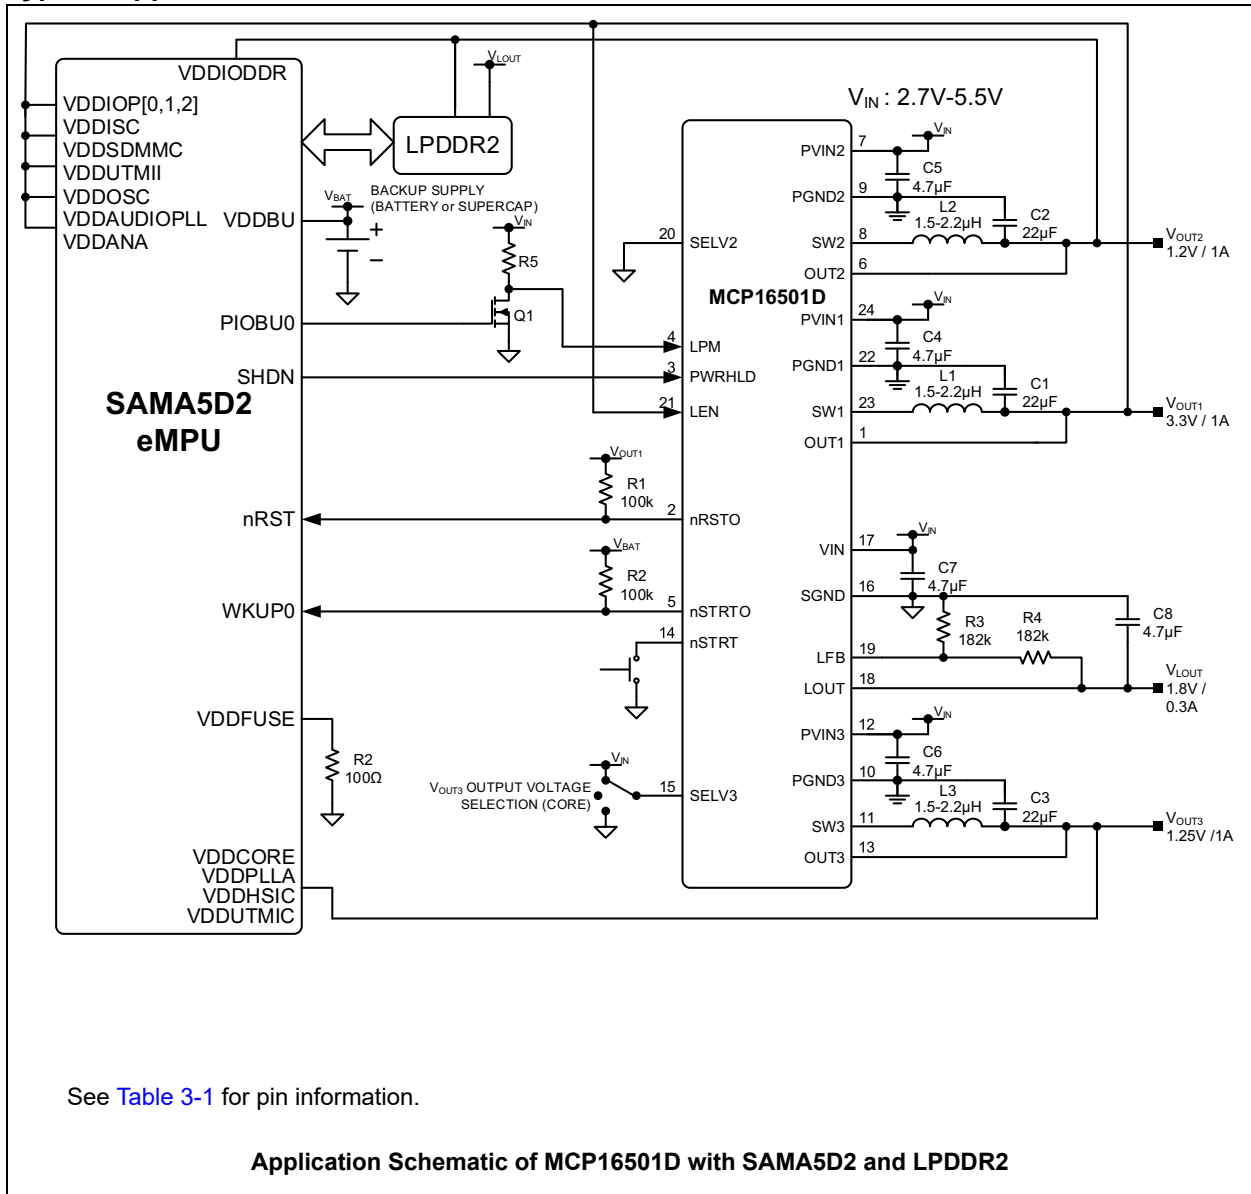 VDDIODDR
VDDIOP[0,1,2]
VDDISC
VDDSDMMC
VDDUTMII
VDDOSC
VDDAUDIOPLL
VDDANA
VDDBU
PIOBU0
SHDN
SAMA5D2
eMPU
nRST
WKUP0
VDDFUSE
VDDCORE
VDDPLLA
VDDHSIC
VDDUTMIC
VLOUT
LPDDR2
VBAT
BACKUP SUPPLY
(BATTERY or SUPERCAP)
+
–
VIN
R5
Q1
VOUT1
R1
100k
VBAT
R2
100k
R2
100Ω
VIN
VOUT3 OUTPUT VOLTAGE
SELECTION (CORE)
VIN : 2.7V-5.5V
MCP16501D
20
SELV2
4
LPM
3
PWRHLD
21
LEN
2
nRSTO
5
nSTRTO
14
nSTRT
15
SELV3
PVIN2
7
VIN
C5
4.7µF
PGND2
9
L2
1.5-2.2µH
C2
22µF
SW2
8
VOUT2
1.2V / 1A
OUT2
6
PVIN1
24
VIN
C4
4.7µF
PGND1
22
L1
1.5-2.2µH
C1
22µF
SW1
23
VOUT1
3.3V / 1A
OUT1
1
VIN
17
VIN
C7
4.7µF
SGND
16
R3
182k
R4
182k
C8
4.7µF
LFB
19
LOUT
18
VLOUT
1.8V /
0.3A
PVIN3
12
VIN
C6
4.7µF
PGND3
10
L3
1.5-2.2µH
C3
22µF
SW3
11
VOUT3
1.25V /1A
OUT3
13
See Table 3-1 for pin information.
Application Schematic of MCP16501D with SAMA5D2 and LPDDR2